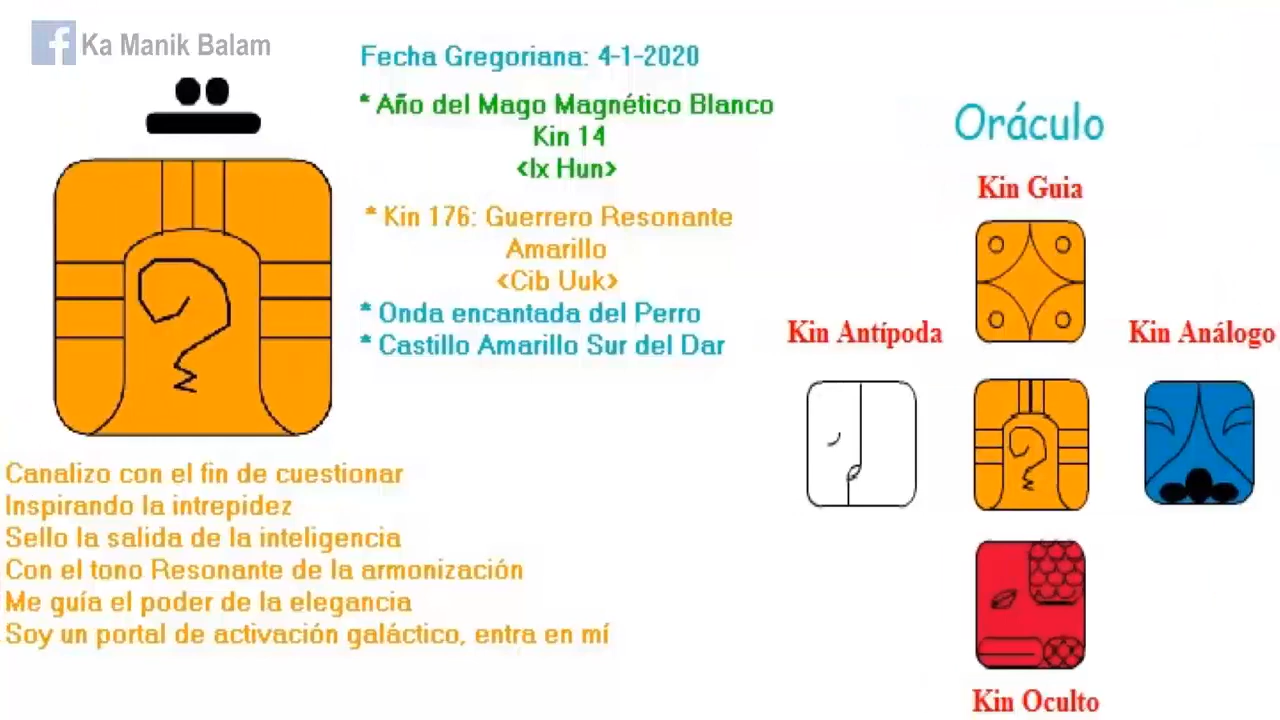 Ka Manik Balam
Fecha Gregoriana: 4-1-2020
* Año del Mago Magnético Blanco
Kin 14
<Ix Hun>
* Kin 176: Guerrero Resonante
Amarillo
<Cib Uuk>
* Onda encantada del Perro
* Castillo Amarillo Sur del Dar
Canalizo con el fin de cuestionar
Inspirando la intrepidez
Sello la salida de la inteligencia
Con el tono Resonante de la armonización
Me guía el poder de la elegancia
Soy un portal de activación galáctico, entra en mí
Oráculo
Kin Guia
Kin Antípoda
Kin Análogo
Kin Oculto